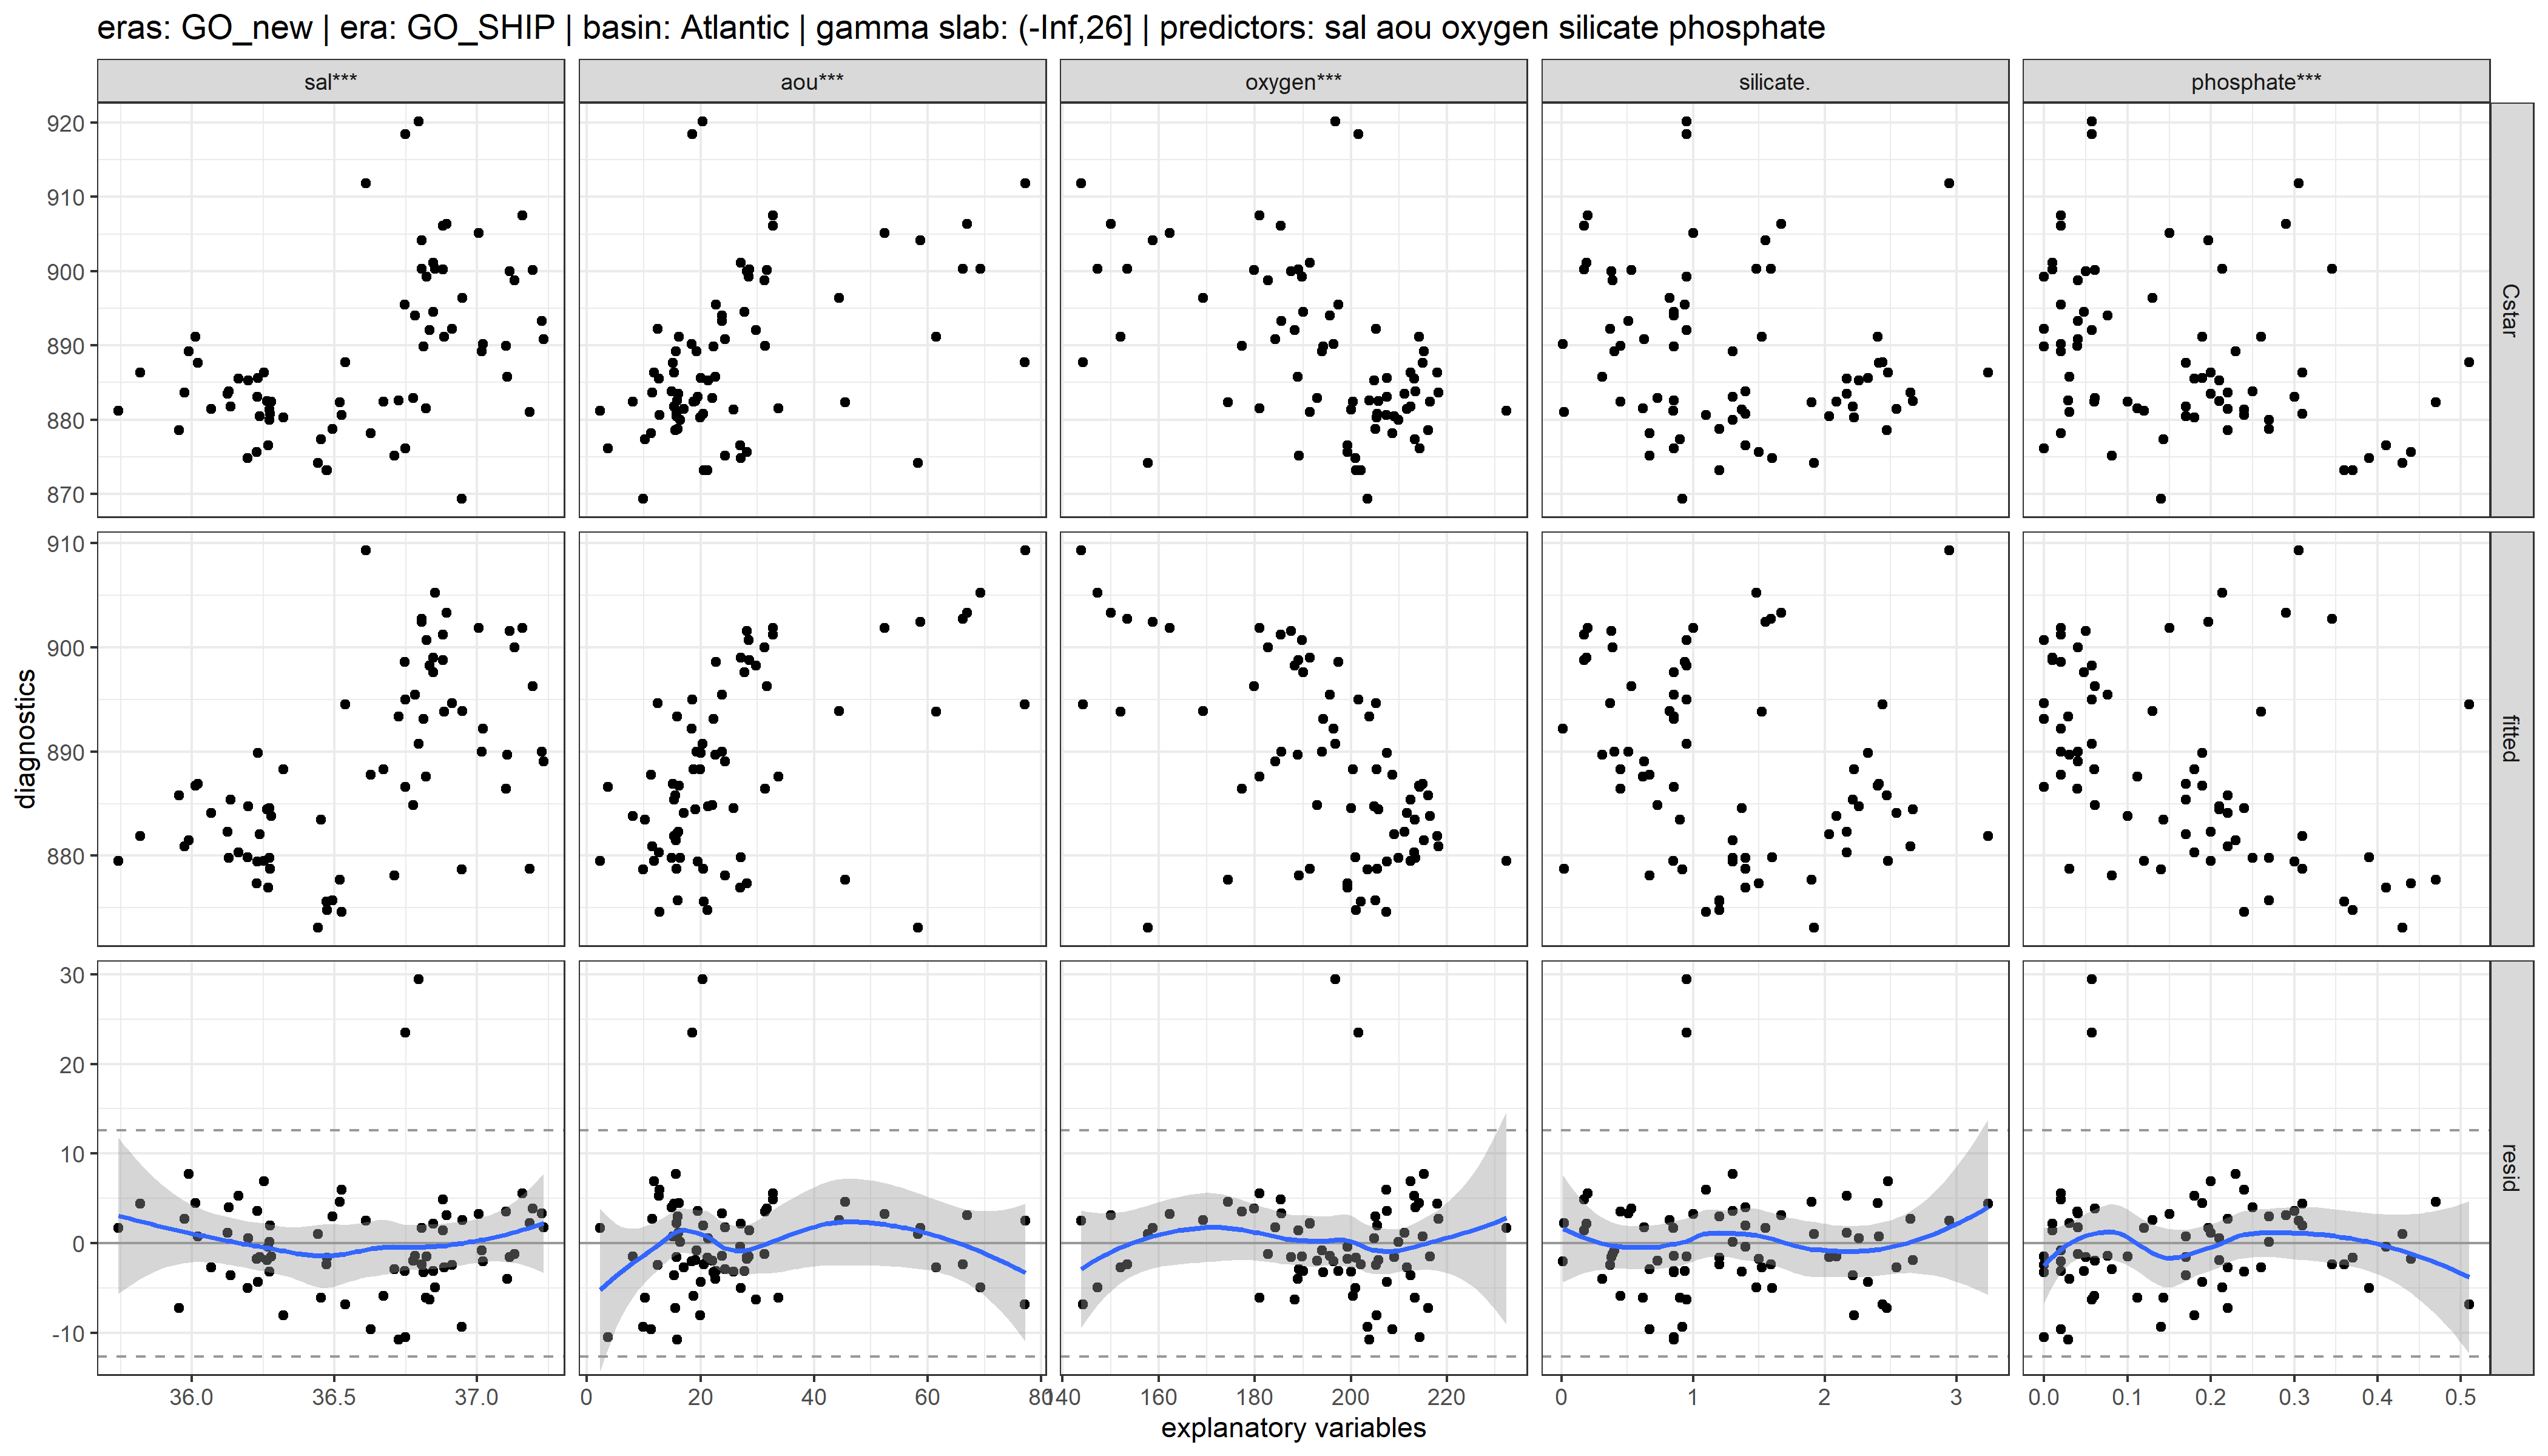 eras: GO_new | era: GO_SHIP | basin: Atlantic | gamma slab: (-Inf,26] | predictors: sal aou oxygen silicate phosphate
sal*** aou*** oxygen*** silicate. phosphate***
920
910
900
890
880
870
Cstar
910
900
890
880
fitted
diagnostics
30
20
10
0
-10
resid
36.0 36.5 37.0 0 20 40 60 80 140 160 180 200 220 0 1 2 3 0.0 0.1 0.2 0.3 0.4 0.5
explanatory variables